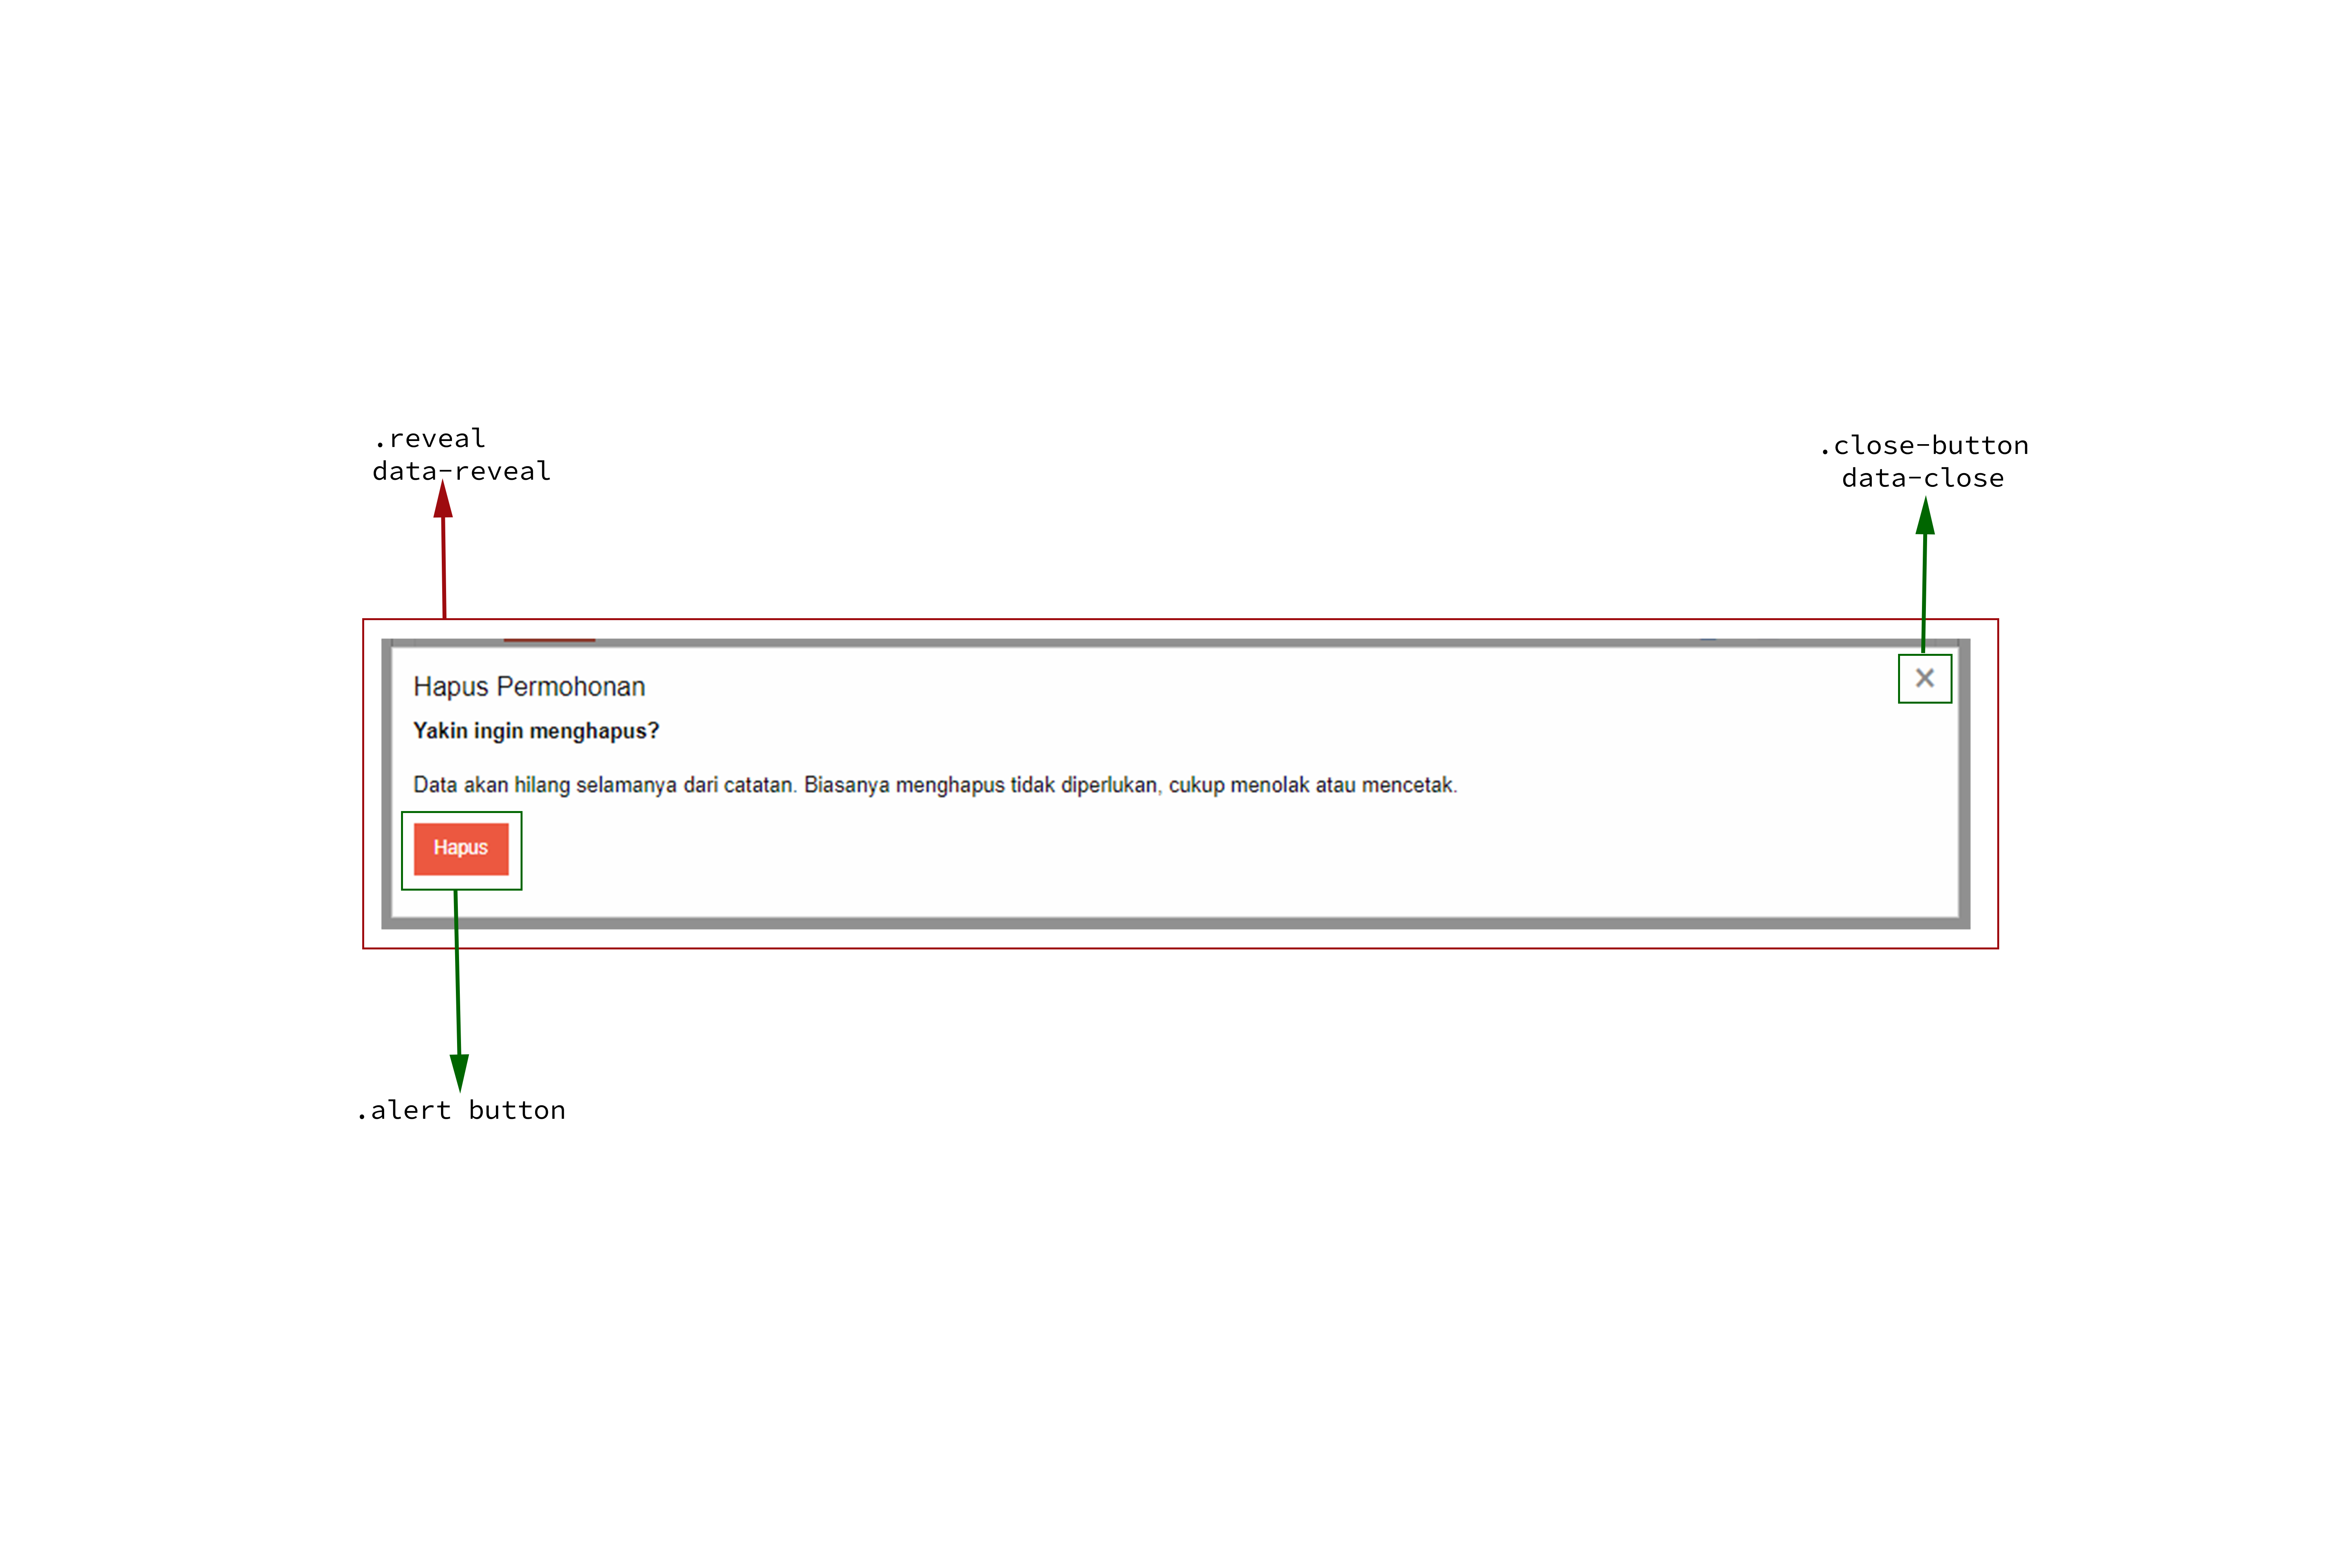 .reveal
data-reveal
.close-button
data-close
Hapus Permohonan
×
Yakin ingin menghapus?
Data akan hilang selamanya dari catatan. Biasanya menghapus tidak diperlukan, cukup menolak atau mencetak.
Hapus
.alert button